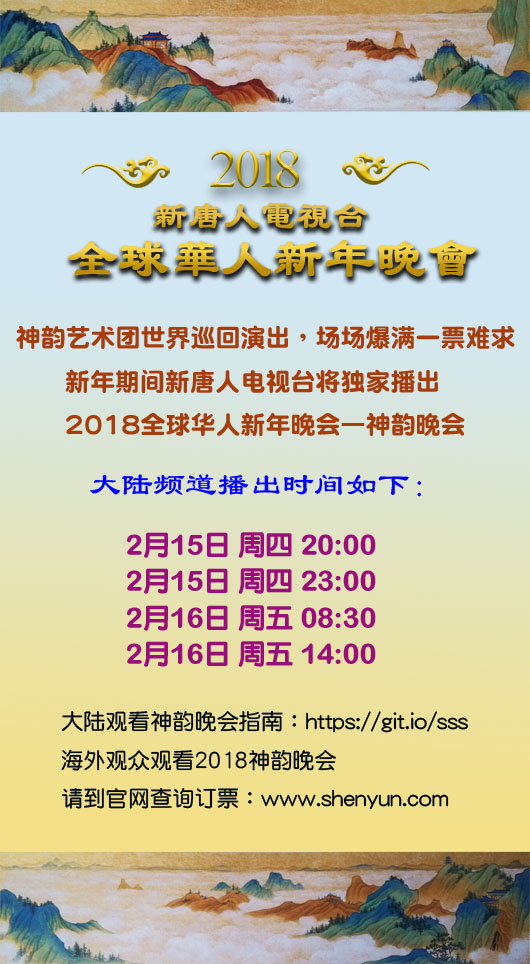 2018
新唐人電視台
全球華人新年晚會
神韵艺术团世界巡回演出，场场爆满一票难求
新年期间新唐人电视台将独家播出
2018全球华人新年晚会—神韵晚会
大陆频道播出时间如下：
2月15日 周四 20:00
2月15日 周四 23:00
2月16日 周五 08:30
2月16日 周五 14:00
大陆观看神韵晚会指南：https://git.io/sss
海外观众观看2018神韵晚会
请到官网查询订票：www.shenyun.com